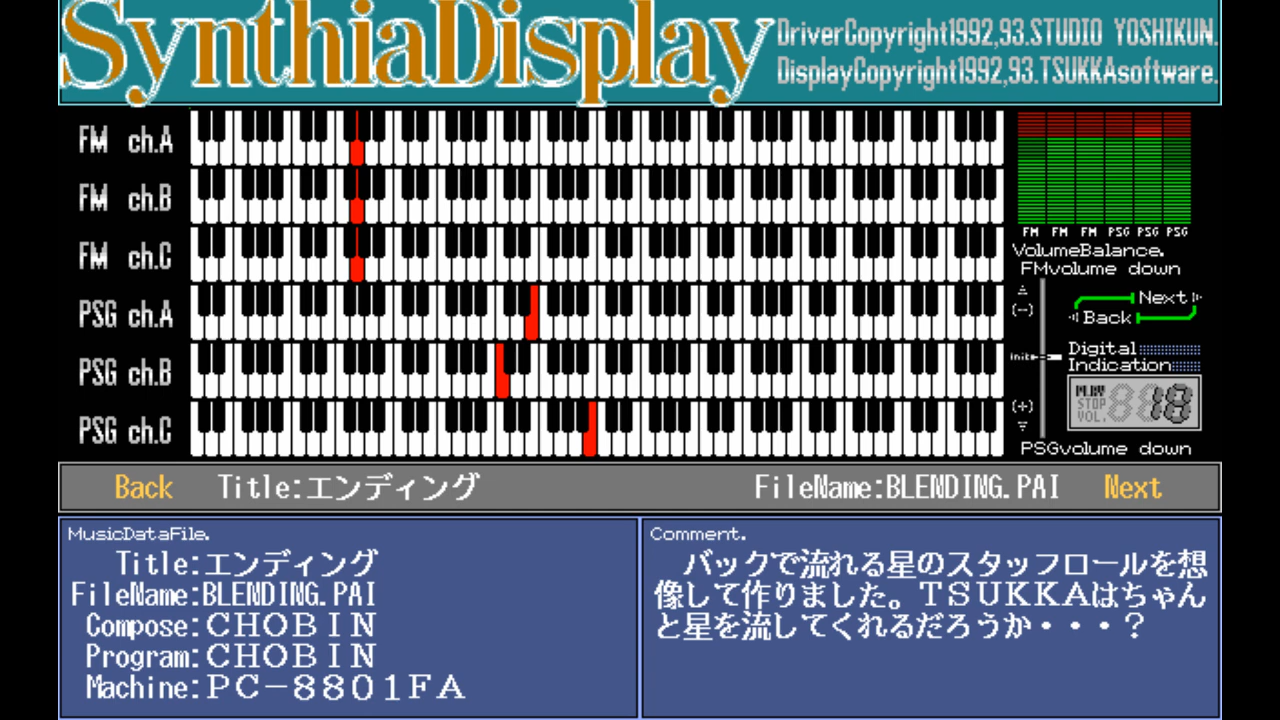 SynthiaDisplay
DriverCopyright1992,93.STUDIO YOSHIKUN.
DisplayCopyright1992,93.TSUKKAsoftware.
FM ch.A
FM ch.B
FM ch.C
PSG ch.A
PSG ch.B
PSG ch.C
FM FM FM PSG PSG PSG
VolumeBalance.
FMvolume down
(-)
Next
Back
init
Digital
Indication
PLAY
STOP
VOL.
18
(+)
PSGvolume down
Back Title:エンディング FileName:BLENDING.PAI Next
MusicDataFile.
Title:エンディング
FileName:BLENDING.PAI
Compose:CHOBIN
Program:CHOBIN
Machine:PC-8801FA
Comment.
バックで流れる星のスタッフロールを想
像して作りました。TSUKKAはちゃん
と星を流してくれるだろうか・・・?